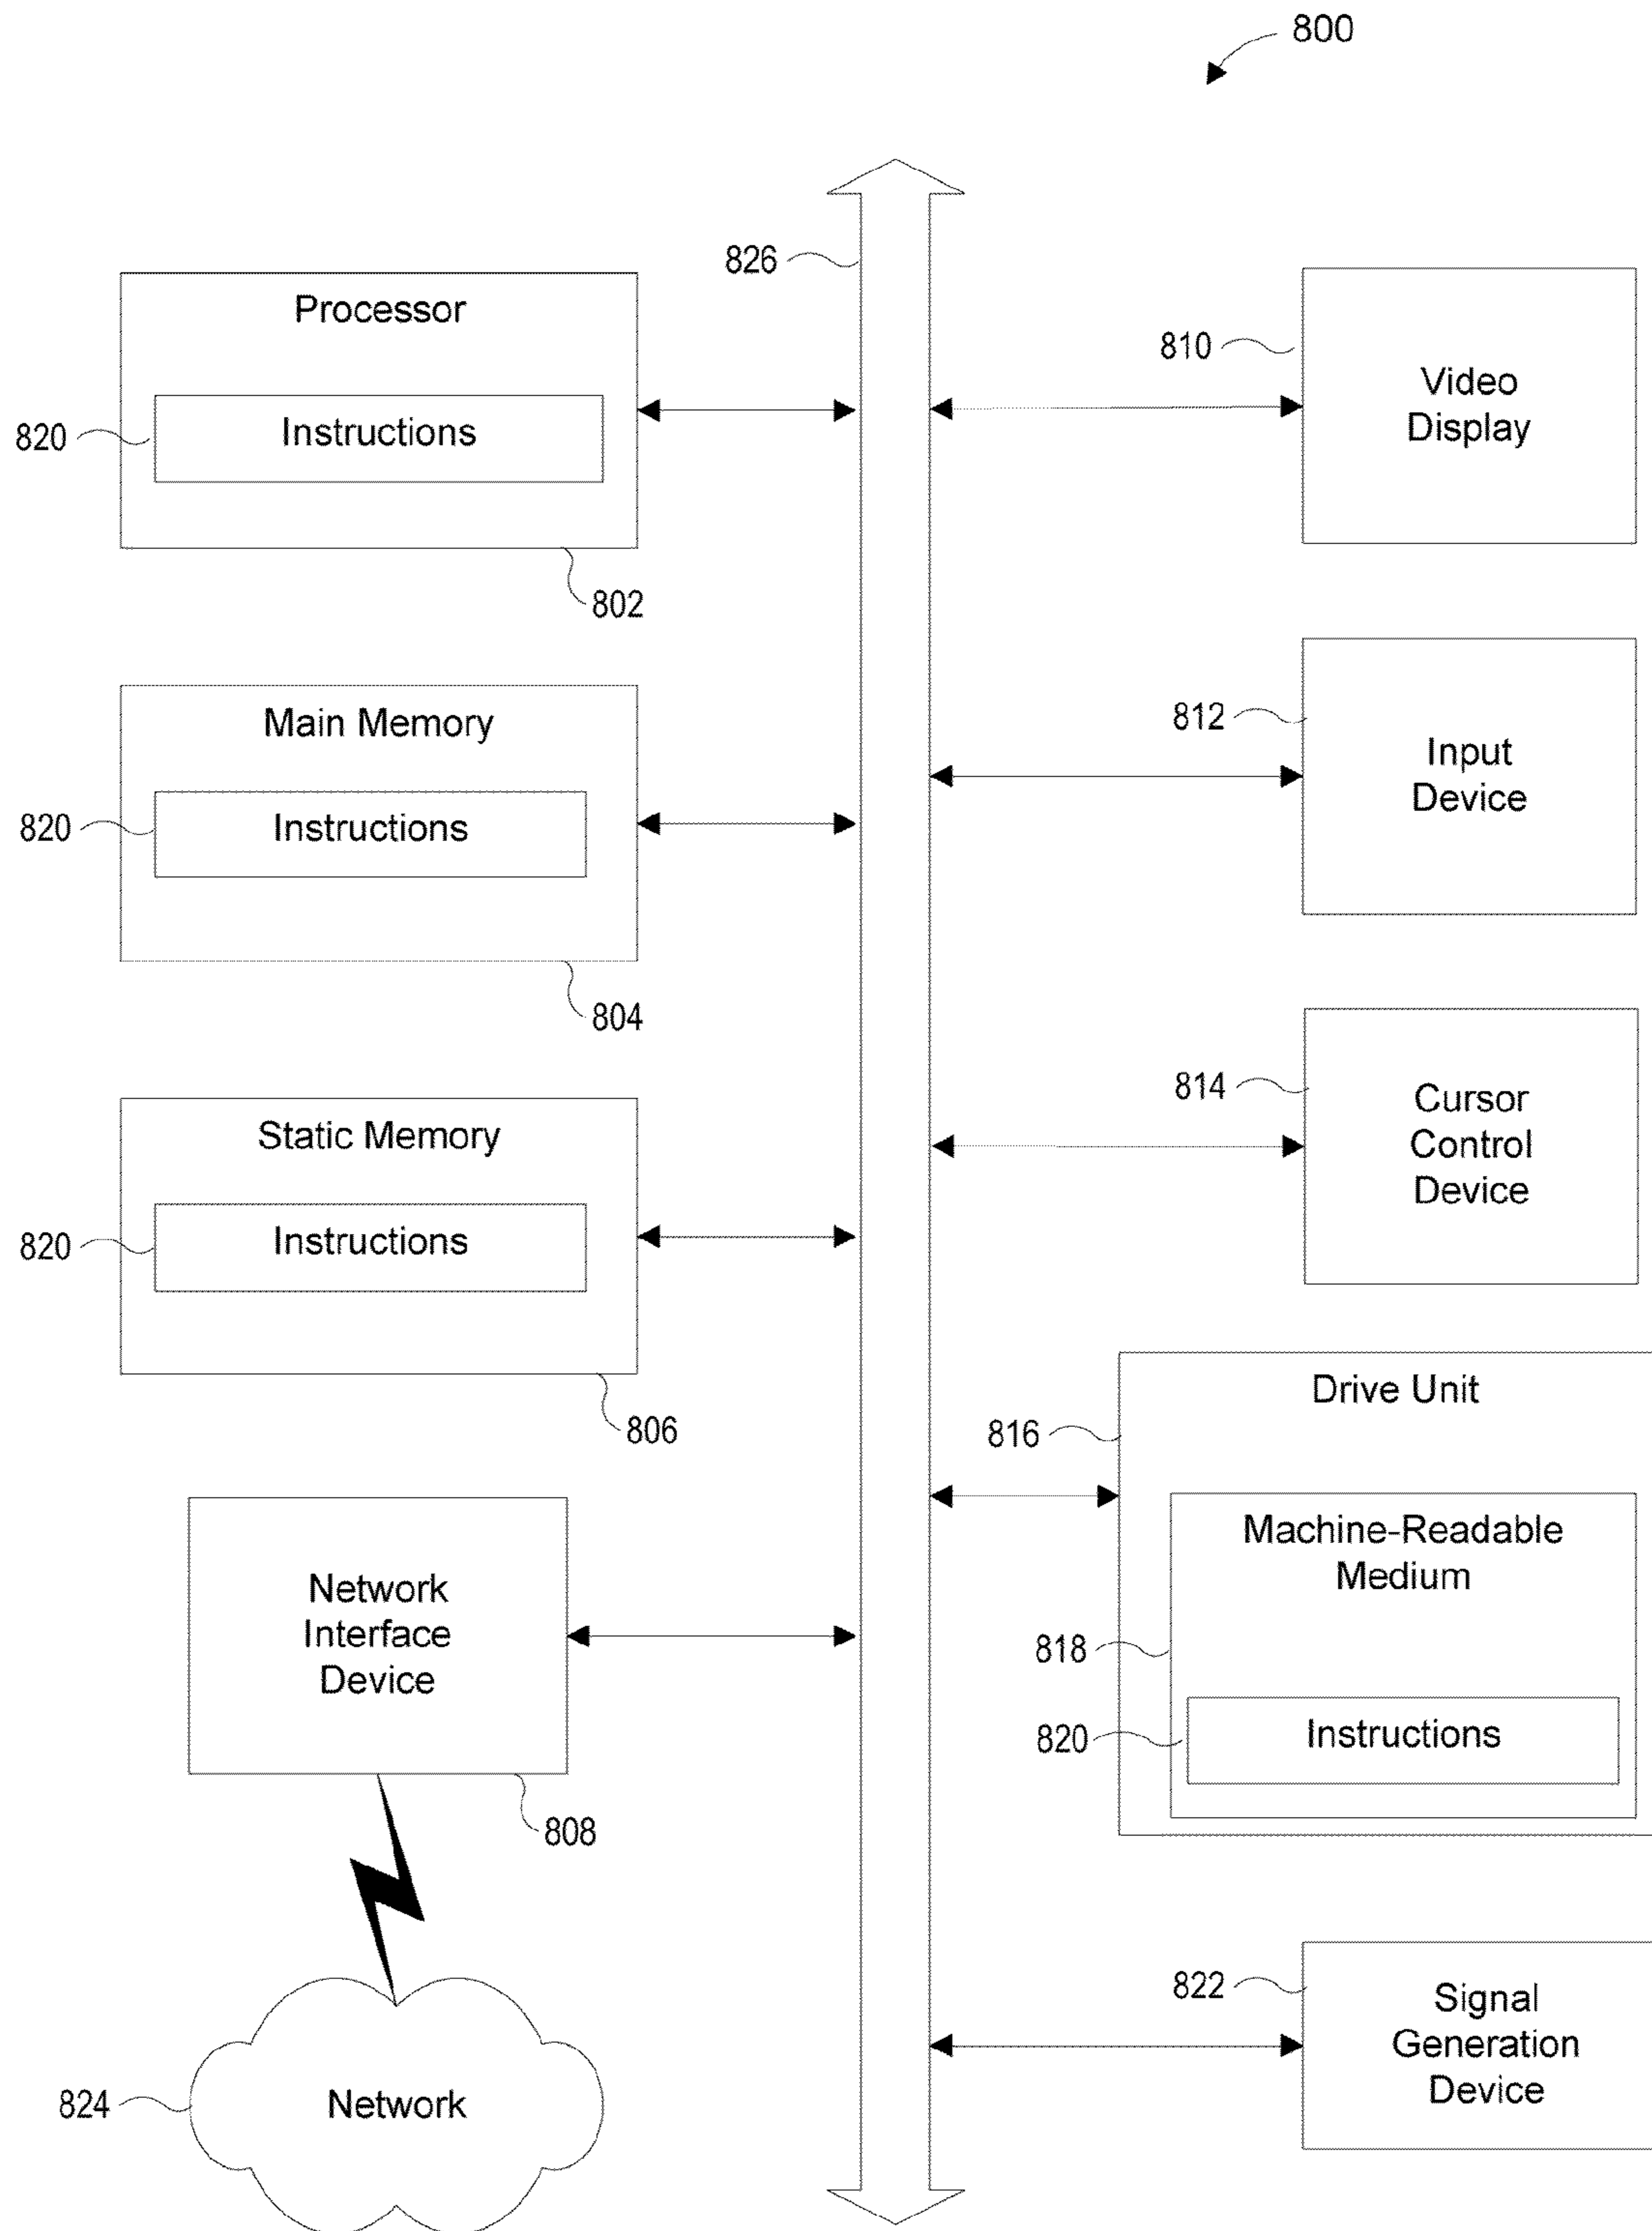 800
826
Processor
820
Instructions
802
810
Video
Display
Main Memory
820
Instructions
804
812
Input
Device
Static Memory
820
Instructions
806
814
Cursor
Control
Device
Network
Interface
Device
808
816
Drive Unit
Machine-Readable
Medium
818
820
Instructions
824
Network
822
Signal
Generation
Device